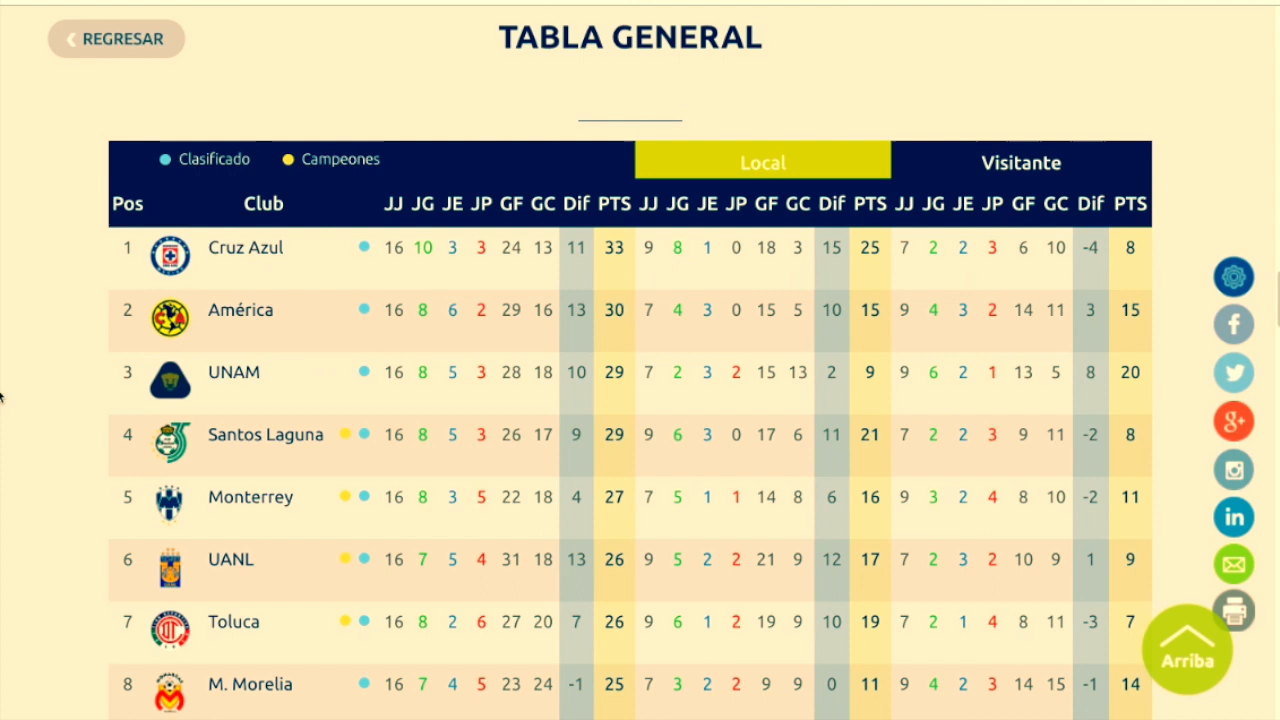 REGRESAR
TABLA GENERAL
Clasificado Campeones Local Visitante
Pos Club JJ JG JE JP GF GC Dif PTS JJ JG JE JP GF GC Dif PTS JJ JG JE JP GF GC Dif PTS
1 Cruz Azul 16 10 3 3 24 13 11 33 9 8 1 0 18 3 15 25 7 2 2 3 6 10 -4 8
2 América 16 8 6 2 29 16 13 30 7 4 3 0 15 5 10 15 9 4 3 2 14 11 3 15
3 UNAM 16 8 5 3 28 18 10 29 7 2 3 2 15 13 2 9 9 6 2 1 13 5 8 20
4 Santos Laguna 16 8 5 3 26 17 9 29 9 6 3 0 17 6 11 21 7 2 2 3 9 11 -2 8
5 Monterrey 16 8 3 5 22 18 4 27 7 5 1 1 14 8 6 16 9 3 2 4 8 10 -2 11
6 UANL 16 7 5 4 31 18 13 26 9 5 2 2 21 9 12 17 7 2 3 2 10 9 1 9
7 Toluca 16 8 2 6 27 20 7 26 9 6 1 2 19 9 10 19 7 2 1 4 8 11 -3 7
8 M. Morelia 16 7 4 5 23 24 -1 25 7 3 2 2 9 9 0 11 9 4 2 3 14 15 -1 14
Arriba